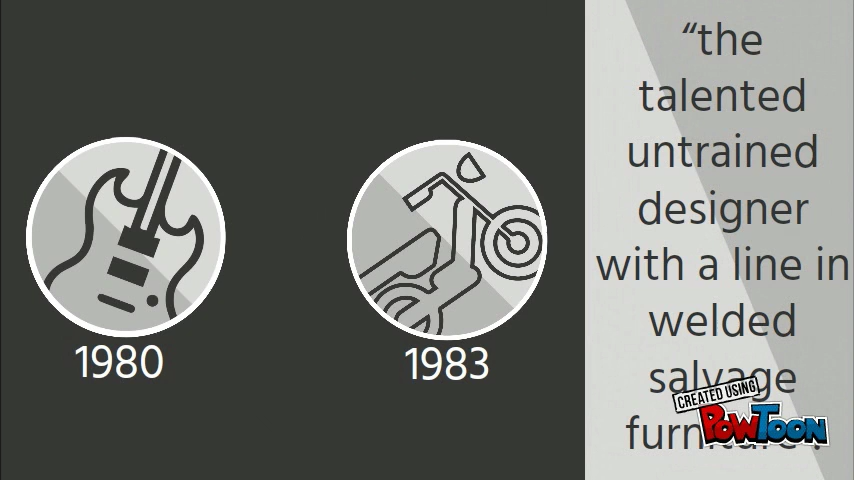 1980
1983
“the
talented
untrained
designer
with a line in
welded
salvage
CREATED USING
POWTOON